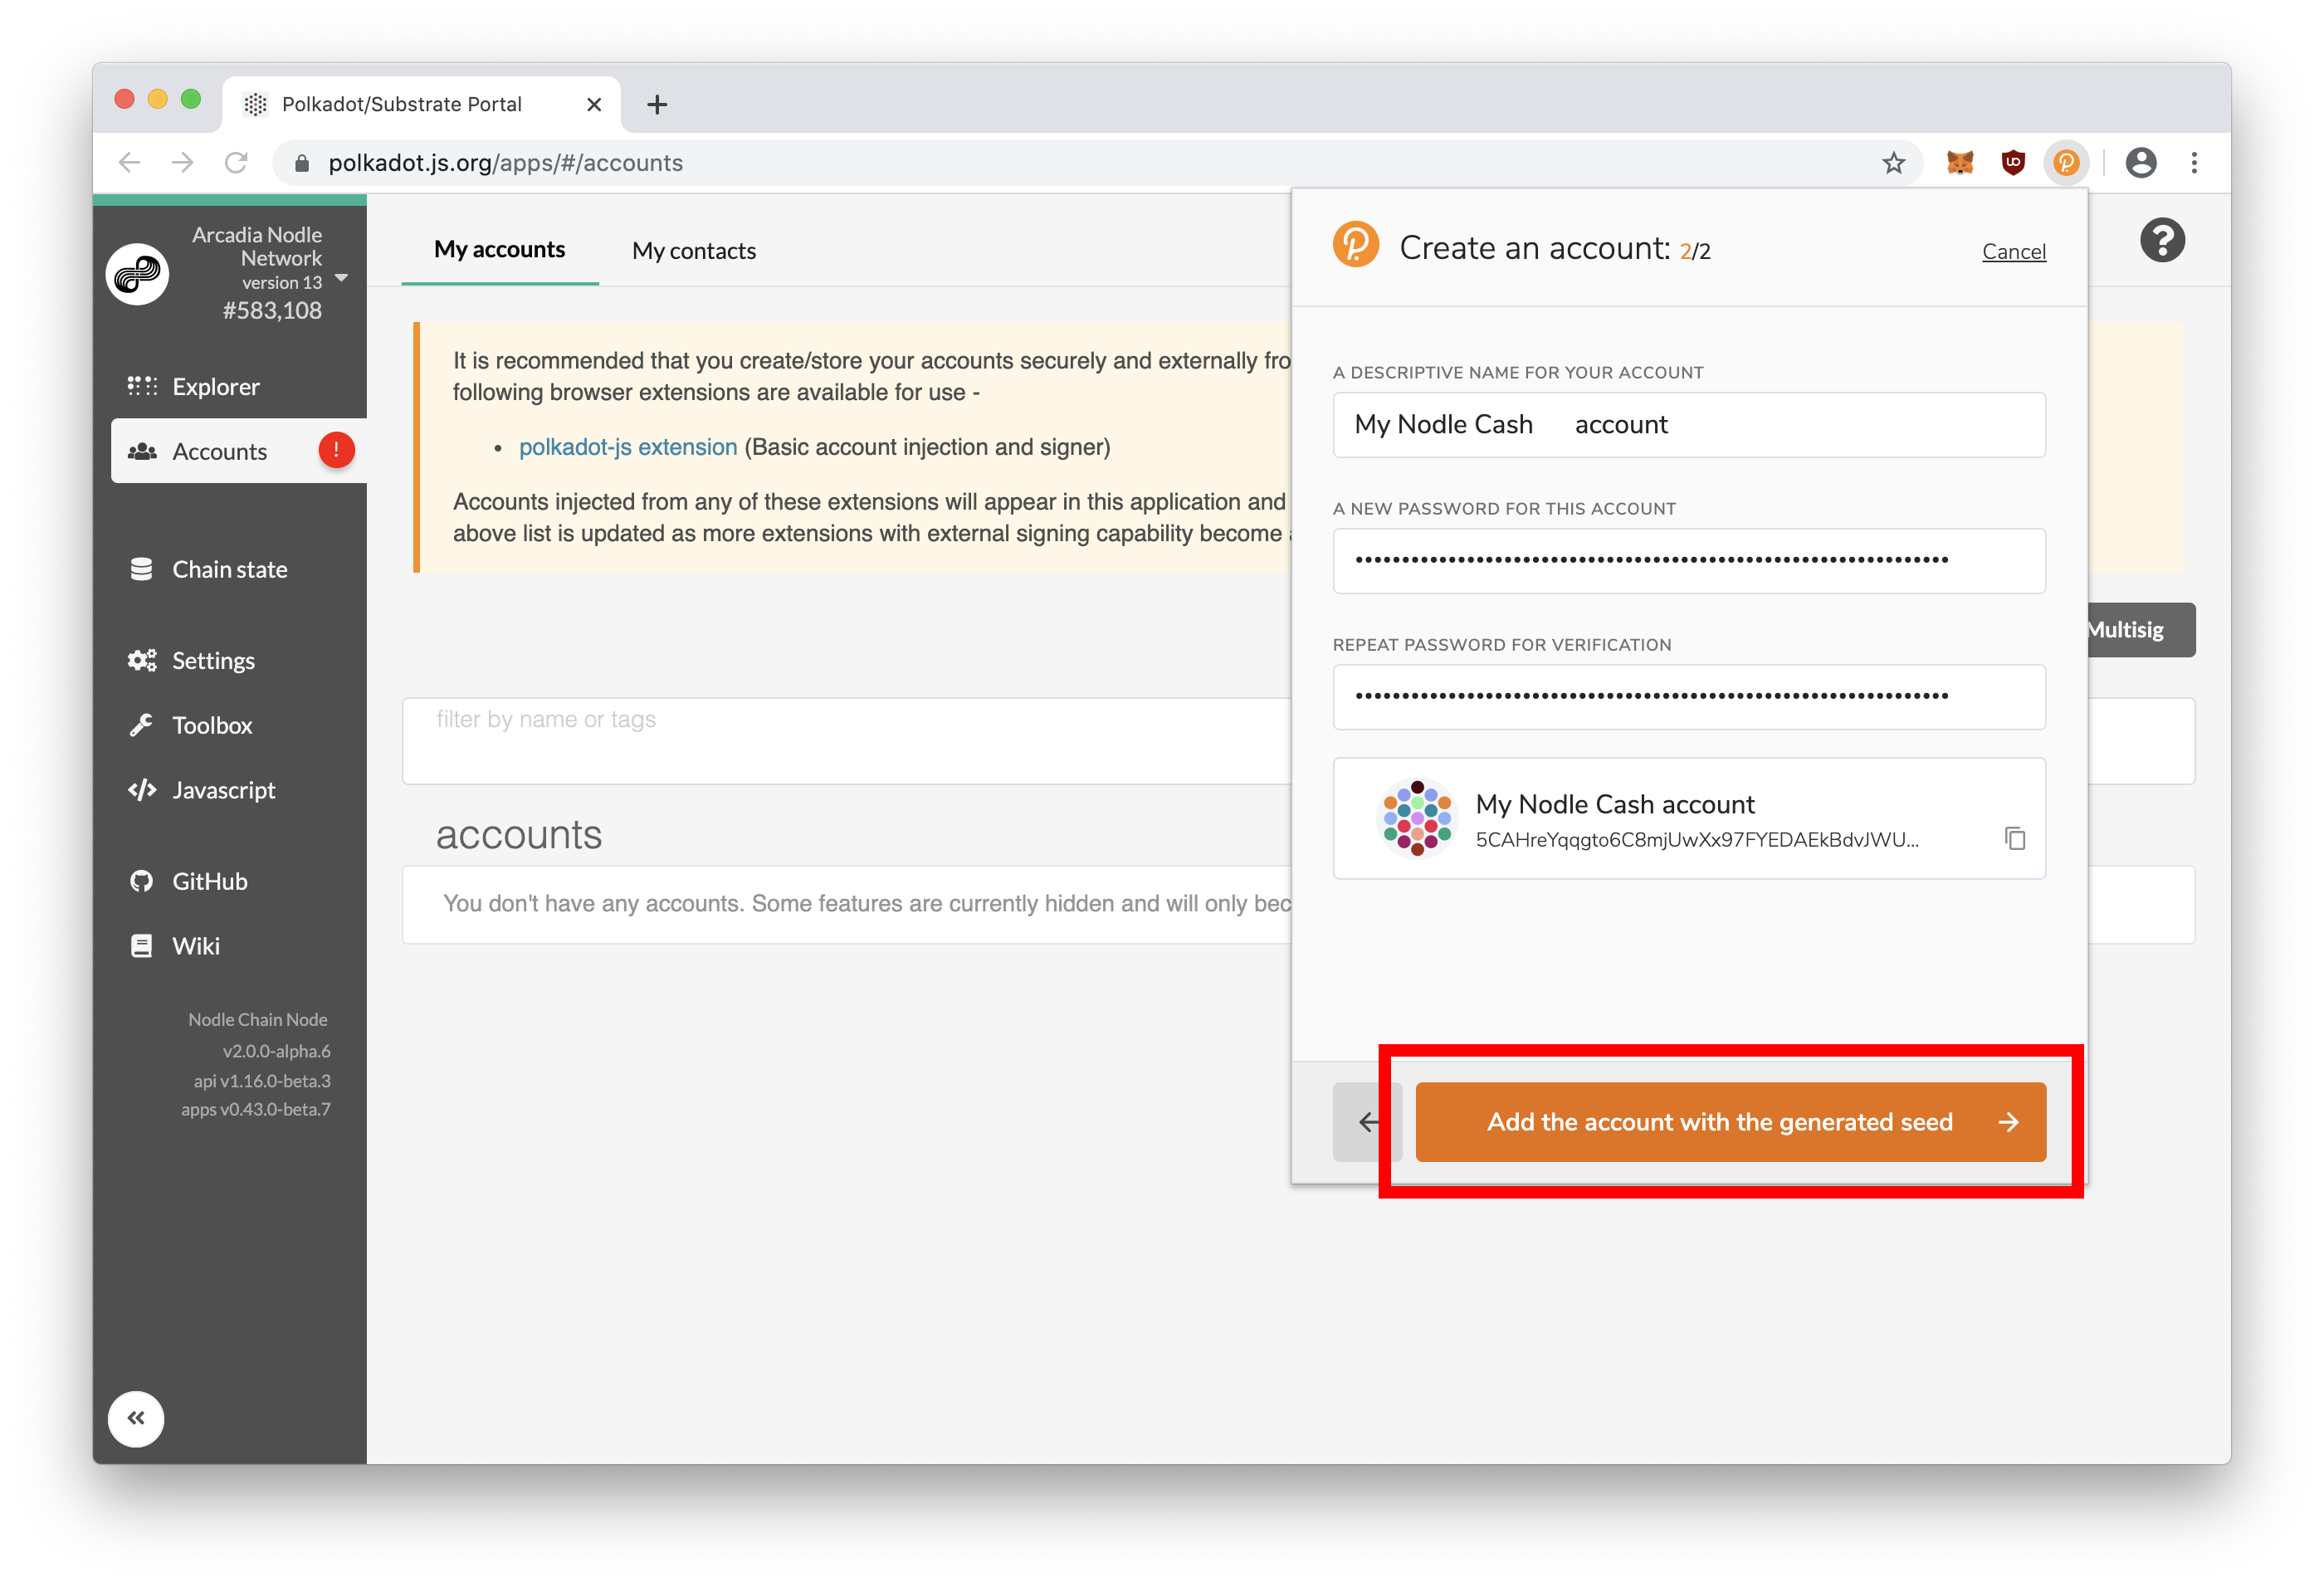 Polkadot/Substrate Portal
polkadot.js.org/apps/#/accounts
Arcadia Nodle
Network
version 13
#583,108
Explorer
Accounts
!
Chain state
Settings
Toolbox
Javascript
GitHub
Wiki
Nodle Chain Node
v2.0.0-alpha.6
api v1.16.0-beta.3
apps v0.43.0-beta.7
My accounts
My contacts
It is recommended that you create/store your accounts securely and externally fro
following browser extensions are available for use -
• polkadot-js extension (Basic account injection and signer)
Accounts injected from any of these extensions will appear in this application and
above list is updated as more extensions with external signing capability become a
Multisig
filter by name or tags
accounts
You don't have any accounts. Some features are currently hidden and will only bec
Create an account: 2/2
Cancel
A DESCRIPTIVE NAME FOR YOUR ACCOUNT
My Nodle Cash account
A NEW PASSWORD FOR THIS ACCOUNT
REPEAT PASSWORD FOR VERIFICATION
My Nodle Cash account
5CAHreYqqgto6C8mjUwXx97FYEDAEkBdvJWU...
Add the account with the generated seed